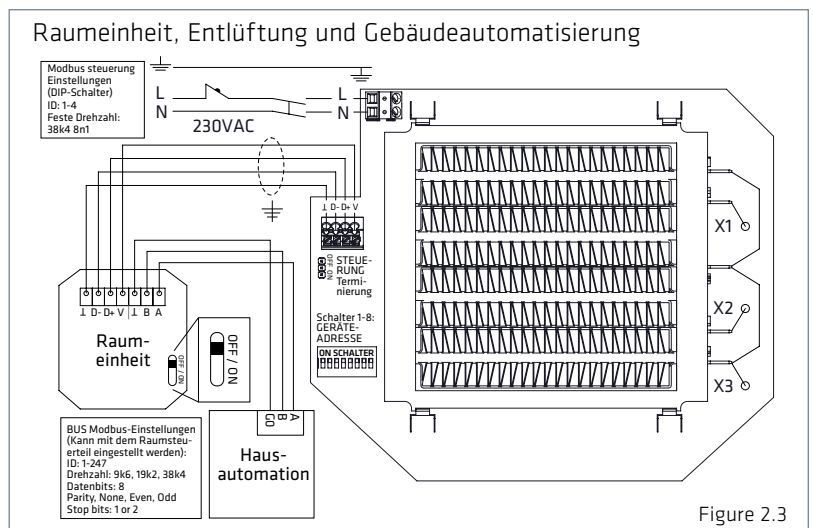 Raumeinheit, Entlüftung und Gebäudeautomatisierung
Modbus steuerung
Einstellungen
(DIP-Schalter)
ID: 1-4
Feste Drehzahl:
38k4 8n1
L
N
230VAC
L
N
⊥ D- D+ V
OFF ON
STEUE-
RUNG
Termi-
nierung
Schalter 1-8:
GERÄTE-
ADRESSE
ON SCHALTER
X1
X2
X3
⊥ D- D+ V ⊥ B A
Raum-
einheit
OFF / ON
OFF / ON
BUS Modbus-Einstellungen
(Kann mit dem Raumsteu-
erteil eingestellt werden):
ID: 1-247
Drehzahl: 9k6, 19k2, 38k4
Datenbits: 8
Parity, None, Even, Odd
Stop bits: 1 or 2
G0 B A
Haus-
automation
Figure 2.3